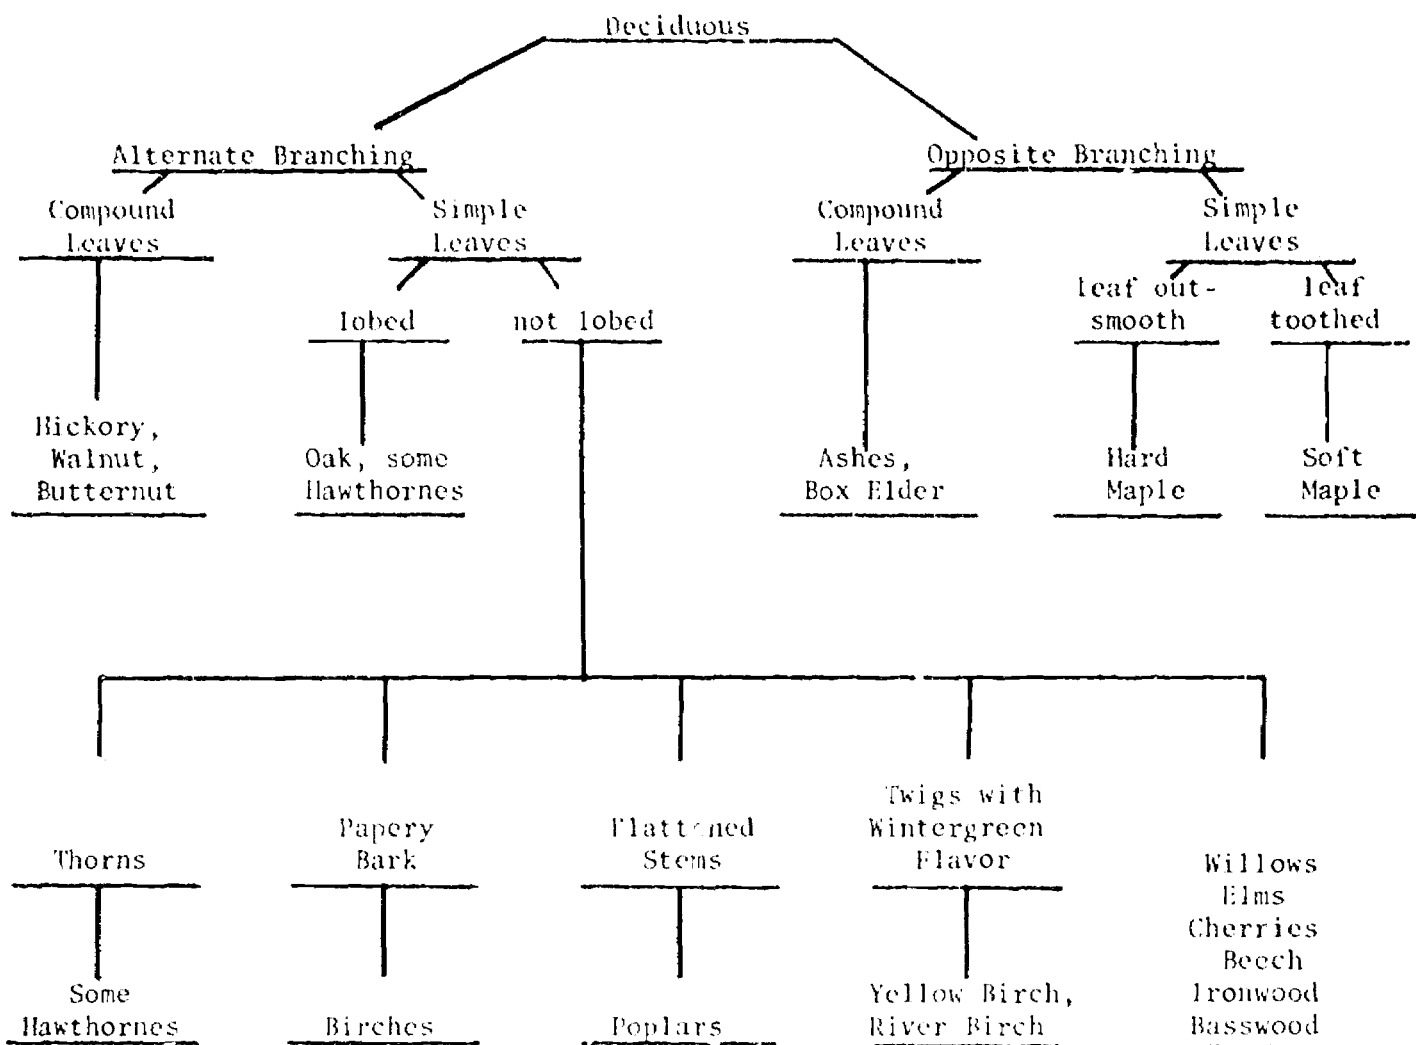 Deciduous
Alternate Branching
Opposite Branching
Compound
Leaves
Simple
Leaves
Compound
Leaves
Simple
Leaves
lobed
not lobed
leaf out-
smooth
leaf
toothed
Hickory,
Walnut,
Butternut
Oak, some
Hawthornes
Ashes,
Box Elder
Hard
Maple
Soft
Maple
Thorns
Papery
Bark
Flattened
Stems
Twigs with
Wintergreen
Flavor
Some
Hawthornes
Birches
Poplars
Yellow Birch,
River Birch
Willows
Elms
Cherries
Beech
Ironwood
Basswood